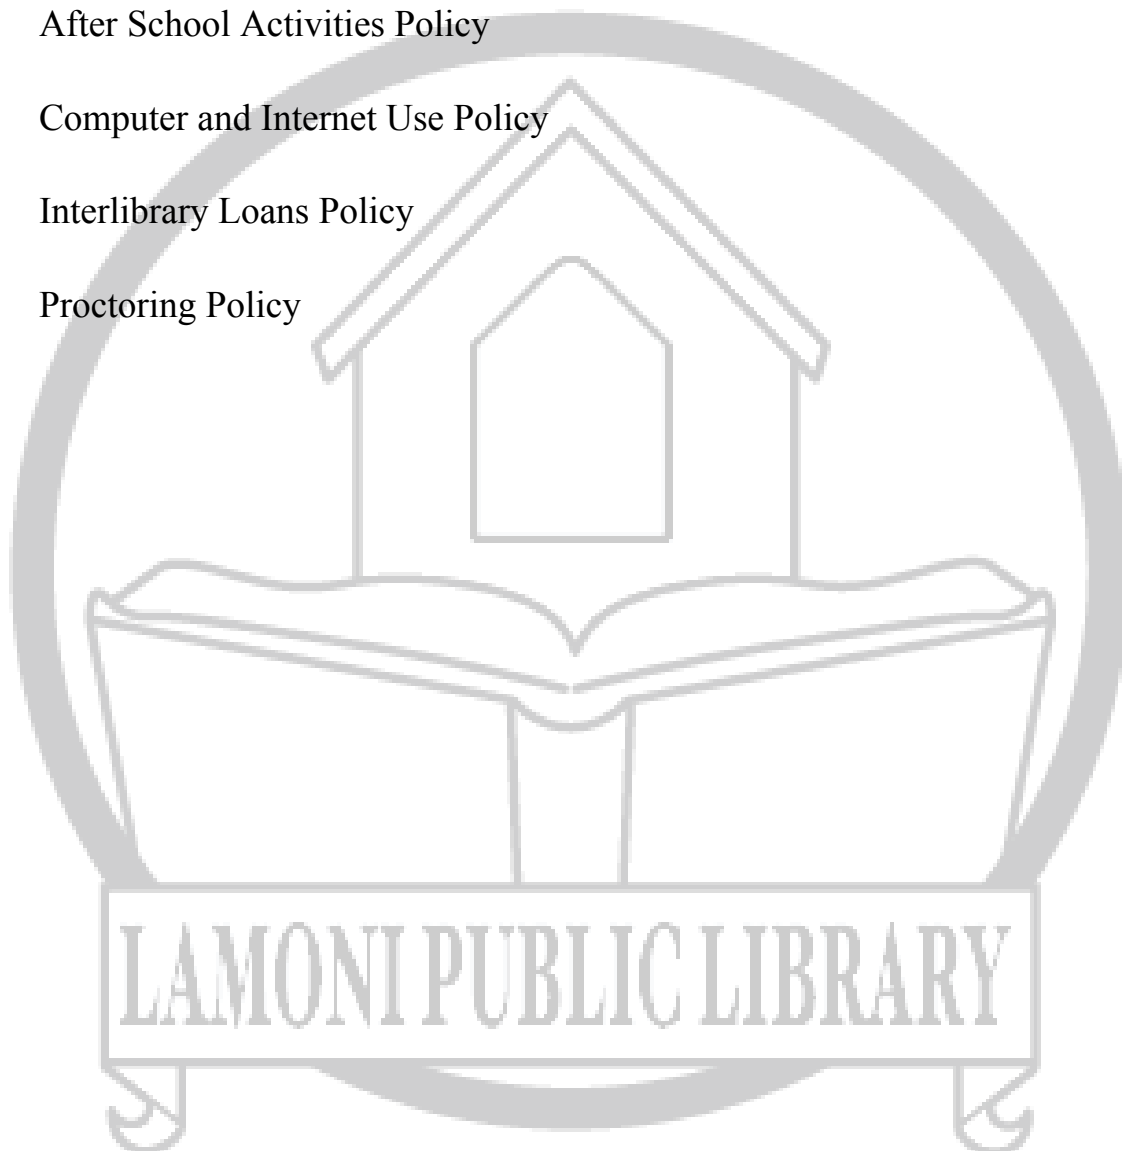 After School Activities Policy
Computer and Internet Use Policy
Interlibrary Loans Policy
Proctoring Policy
LAMONI PUBLIC LIBRARY